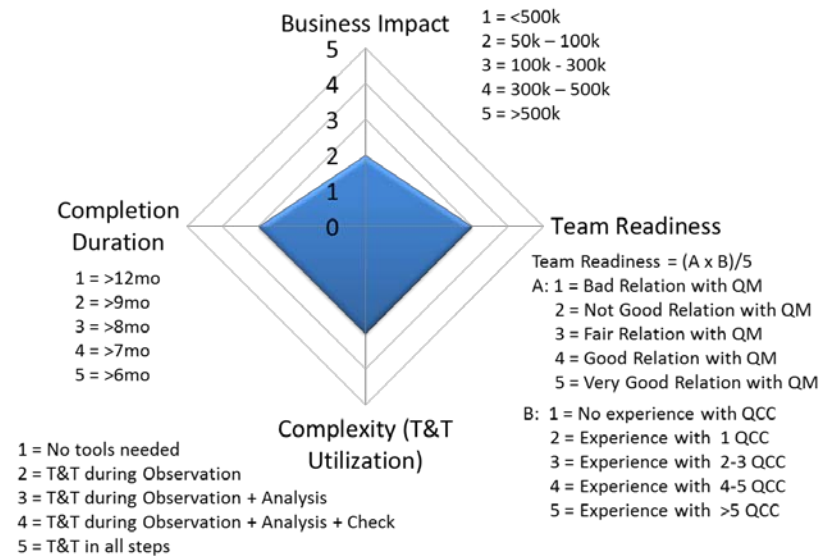 Business Impact
1 = <500k
2 = 50k – 100k
3 = 100k - 300k
4 = 300k – 500k
5 = >500k
5
4
3
2
1
0
Completion
Duration
1 = >12mo
2 = >9mo
3 = >8mo
4 = >7mo
5 = >6mo
Team Readiness
Team Readiness = (A x B)/5
A: 1 = Bad Relation with QM
2 = Not Good Relation with QM
3 = Fair Relation with QM
4 = Good Relation with QM
5 = Very Good Relation with QM
B: 1 = No experience with QCC
2 = Experience with 1 QCC
3 = Experience with 2-3 QCC
4 = Experience with 4-5 QCC
5 = Experience with >5 QCC
Complexity (T&T
Utilization)
1 = No tools needed
2 = T&T during Observation
3 = T&T during Observation + Analysis
4 = T&T during Observation + Analysis + Check
5 = T&T in all steps